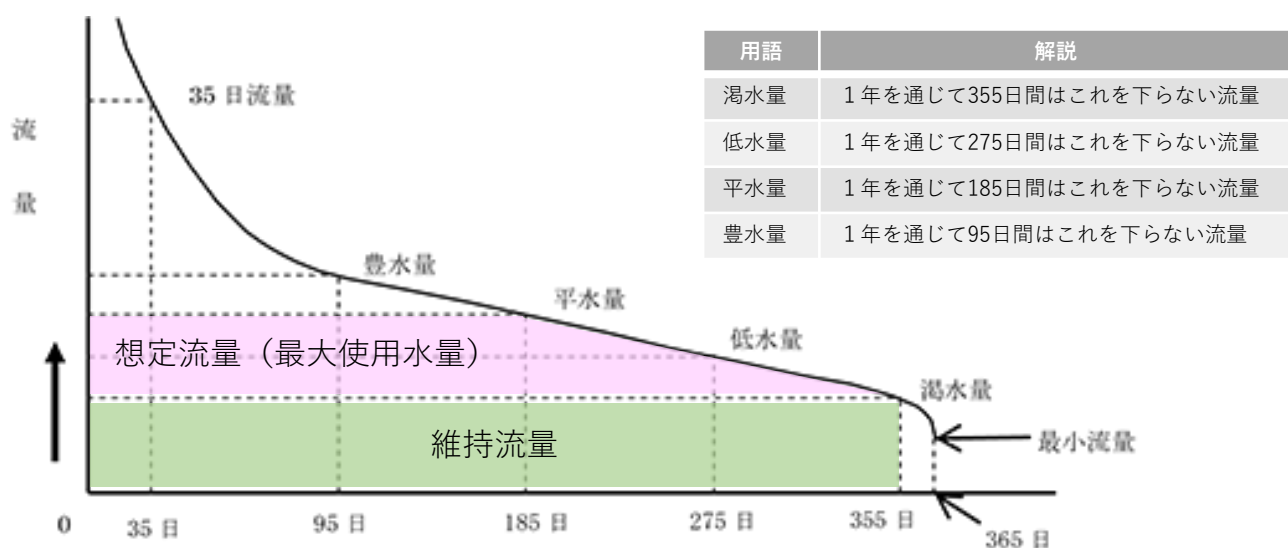 用語 解説
渇水量 1年を通じて355日間はこれを下らない流量
低水量 1年を通じて275日間はこれを下らない流量
平水量 1年を通じて185日間はこれを下らない流量
豊水量 1年を通じて95日間はこれを下らない流量
流量
35 日流量
豊水量
平水量
低水量
渇水量
最小流量
想定流量（最大使用水量）
維持流量
0 35 日 95 日 185 日 275 日 355 日 365 日